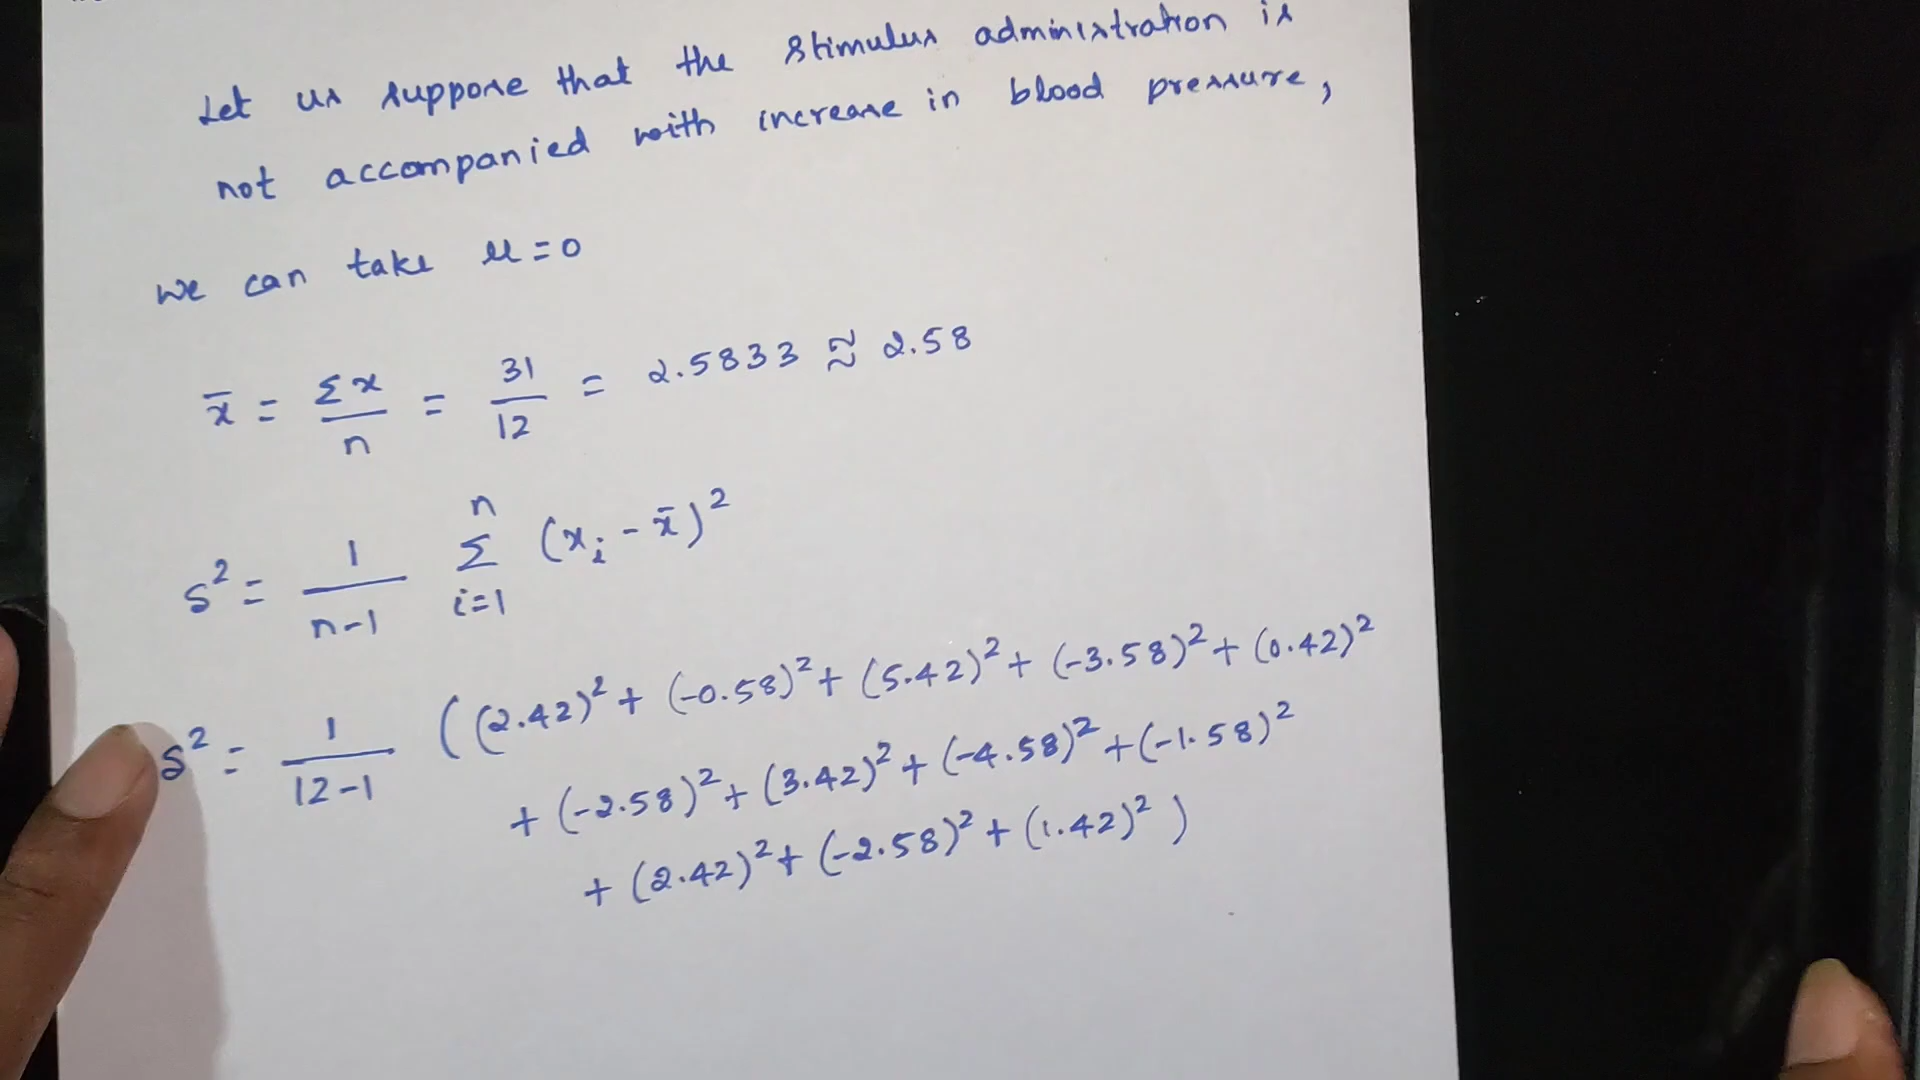 Let us suppose that the stimulus administration is
not accompanied with increase in blood pressure,
we can take μ=0
x̄ = Σx/n = 31/12 = 2.5833 ≈ 2.58
s² = 1/(n-1) Σ_{i=1}^{n} (x_i - x̄)²
s² = 1/(12-1) ((2.42)² + (-0.58)² + (5.42)² + (-3.58)² + (0.42)²
+ (-2.58)² + (3.42)² + (-4.58)² + (-1.58)²
+ (2.42)² + (-2.58)² + (1.42)²)